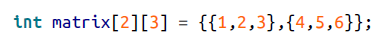 int matrix[2][3] = {{1,2,3},{4,5,6}};